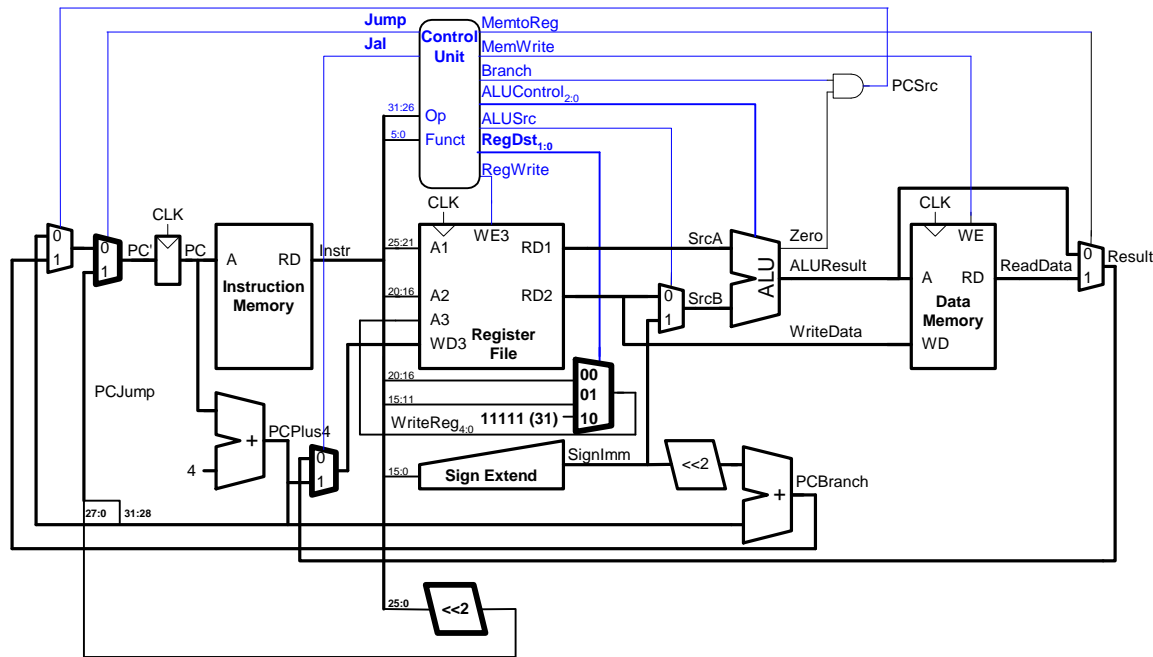 Jump
MemtoReg
Control
Unit
Jal
MemWrite
Branch
PCSrc
ALUControl2:0
31:26
Op
ALUSrc
5:0
Funct
RegDst1:0
RegWrite
CLK
CLK
CLK
0
1
0
1
PC'
PC
A
RD
Instr
Instruction
Memory
25:21
A1
WE3
RD1
SrcA
Zero
WE
20:16
A2
RD2
0
1
SrcB
ALU
ALUResult
A
RD
ReadData
0
1
Result
A3
Data
Memory
WD3
Register
File
WriteData
WD
PCJump
20:16
00
15:11
01
WriteReg4:0
11111 (31)
10
PCPlus4
+
4
0
1
SignImm
15:0
Sign Extend
<<2
+
PCBranch
27:0
31:28
25:0
<<2